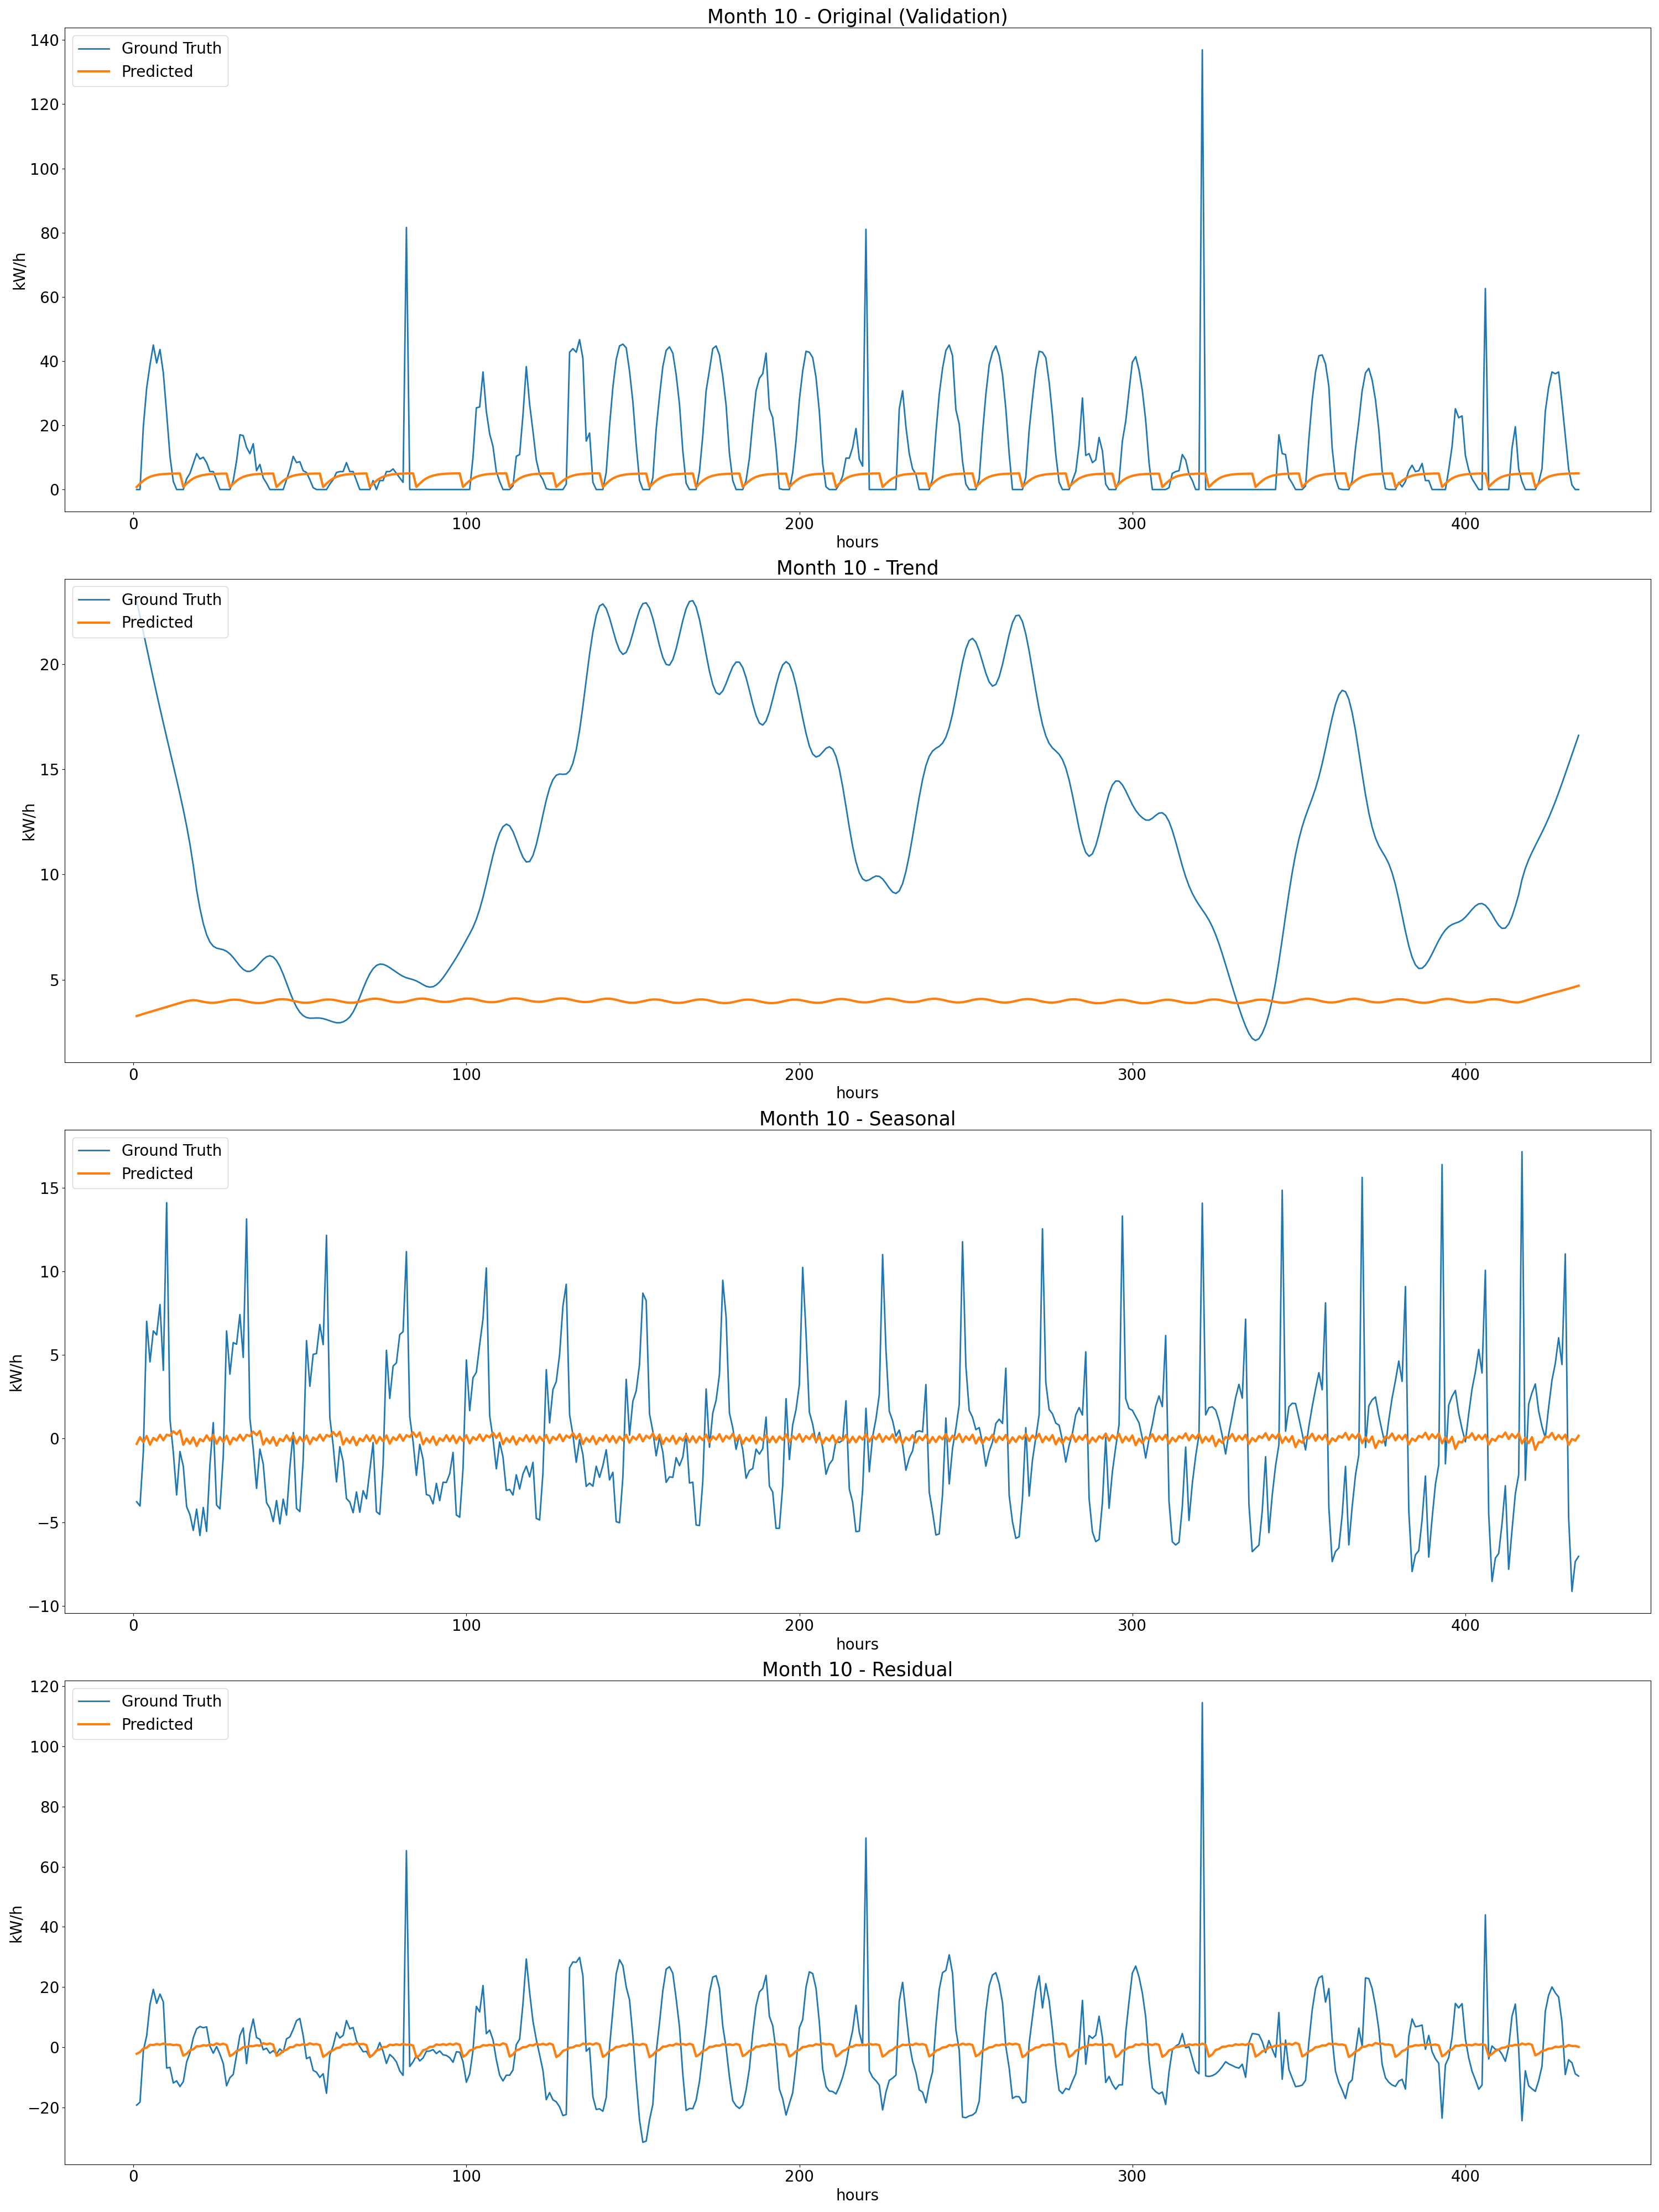 Month 10 - Original (Validation)
Ground Truth
Predicted
140
120
100
80
60
40
20
0
kW/h
0 100 200 300 400
hours
Month 10 - Trend
Ground Truth
Predicted
20
15
10
5
kW/h
0 100 200 300 400
hours
Month 10 - Seasonal
Ground Truth
Predicted
15
10
5
0
−5
−10
kW/h
0 100 200 300 400
hours
Month 10 - Residual
Ground Truth
Predicted
120
100
80
60
40
20
0
−20
kW/h
0 100 200 300 400
hours